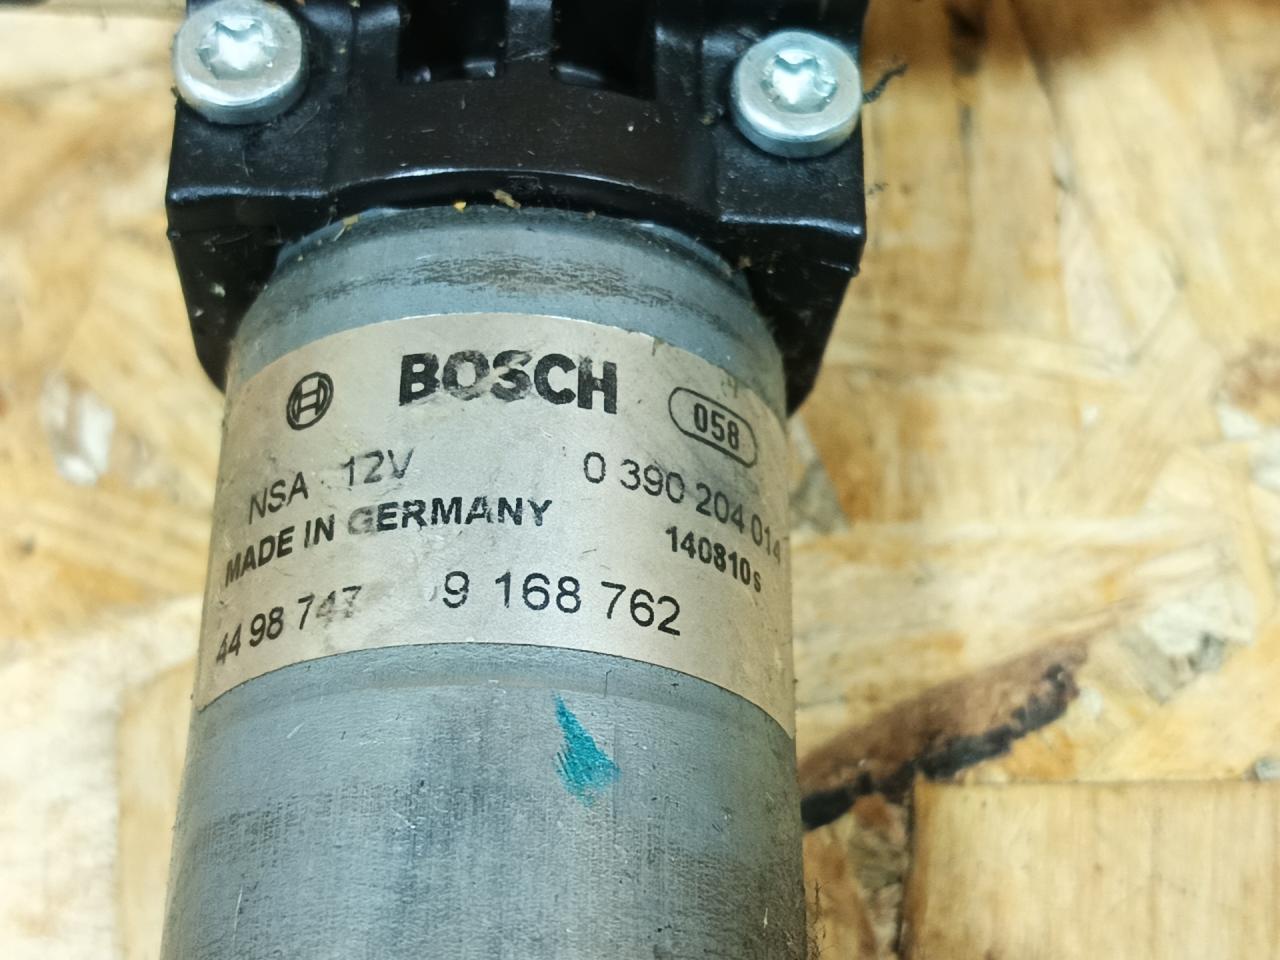 BOSCH
058
NSA 12V
0 390 204 014
MADE IN GERMANY
140810s
44 98 747
9 168 762